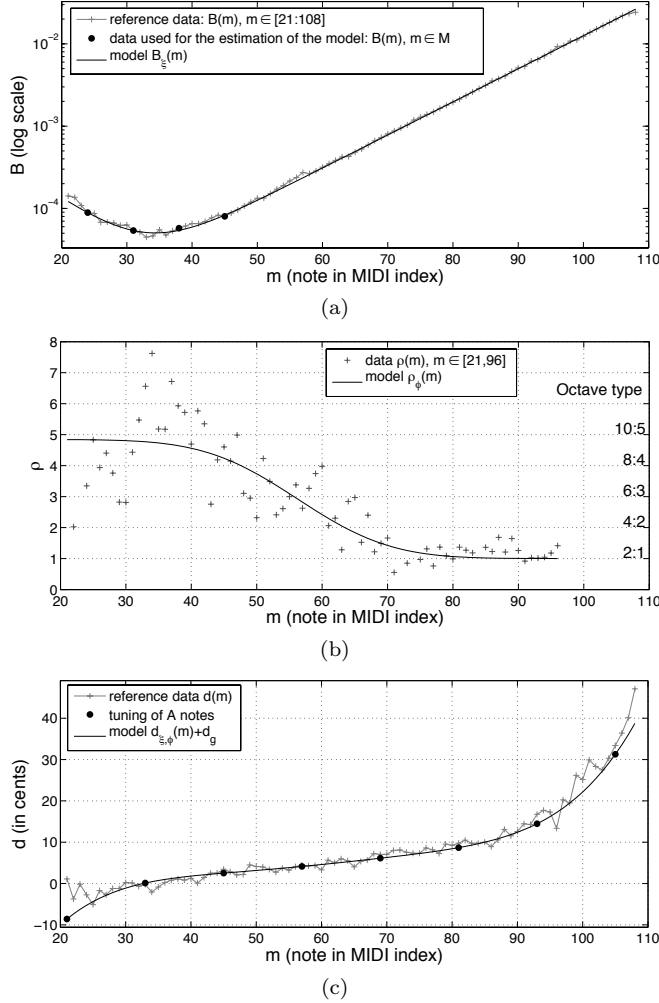 reference data: B(m), m ∈ [21:108]
data used for the estimation of the model: B(m), m ∈ M
model B_ξ(m)
10^−2
10^−3
10^−4
B (log scale)
20 30 40 50 60 70 80 90 100 110
m (note in MIDI index)
(a)
8
7
6
5
4
3
2
1
0
ρ
data ρ(m), m ∈ [21,96]
model ρ_ϕ(m)
Octave type
10:5
8:4
6:3
4:2
2:1
20 30 40 50 60 70 80 90 100 110
m (note in MIDI index)
(b)
reference data d(m)
tuning of A notes
model d_ξ,ϕ(m)+d_g
40
30
20
10
0
−10
d (in cents)
20 30 40 50 60 70 80 90 100 110
m (note in MIDI index)
(c)